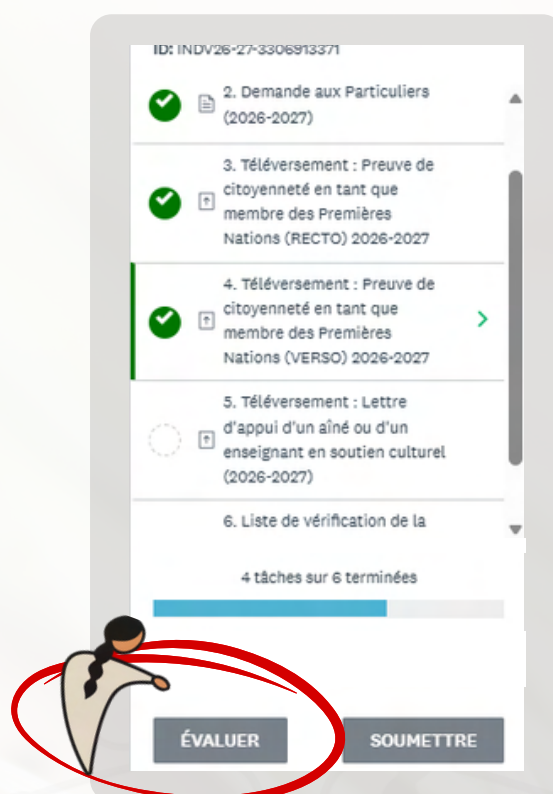 ID: INDV26-27-3306913371
2. Demande aux Particuliers
(2026-2027)
3. Téléversement : Preuve de
citoyenneté en tant que
membre des Premières
Nations (RECTO) 2026-2027
4. Téléversement : Preuve de
citoyenneté en tant que
membre des Premières
Nations (VERSO) 2026-2027
5. Téléversement : Lettre
d'appui d'un aîné ou d'un
enseignant en soutien culturel
(2026-2027)
6. Liste de vérification de la
4 tâches sur 6 terminées
ÉVALUER
SOUMETTRE